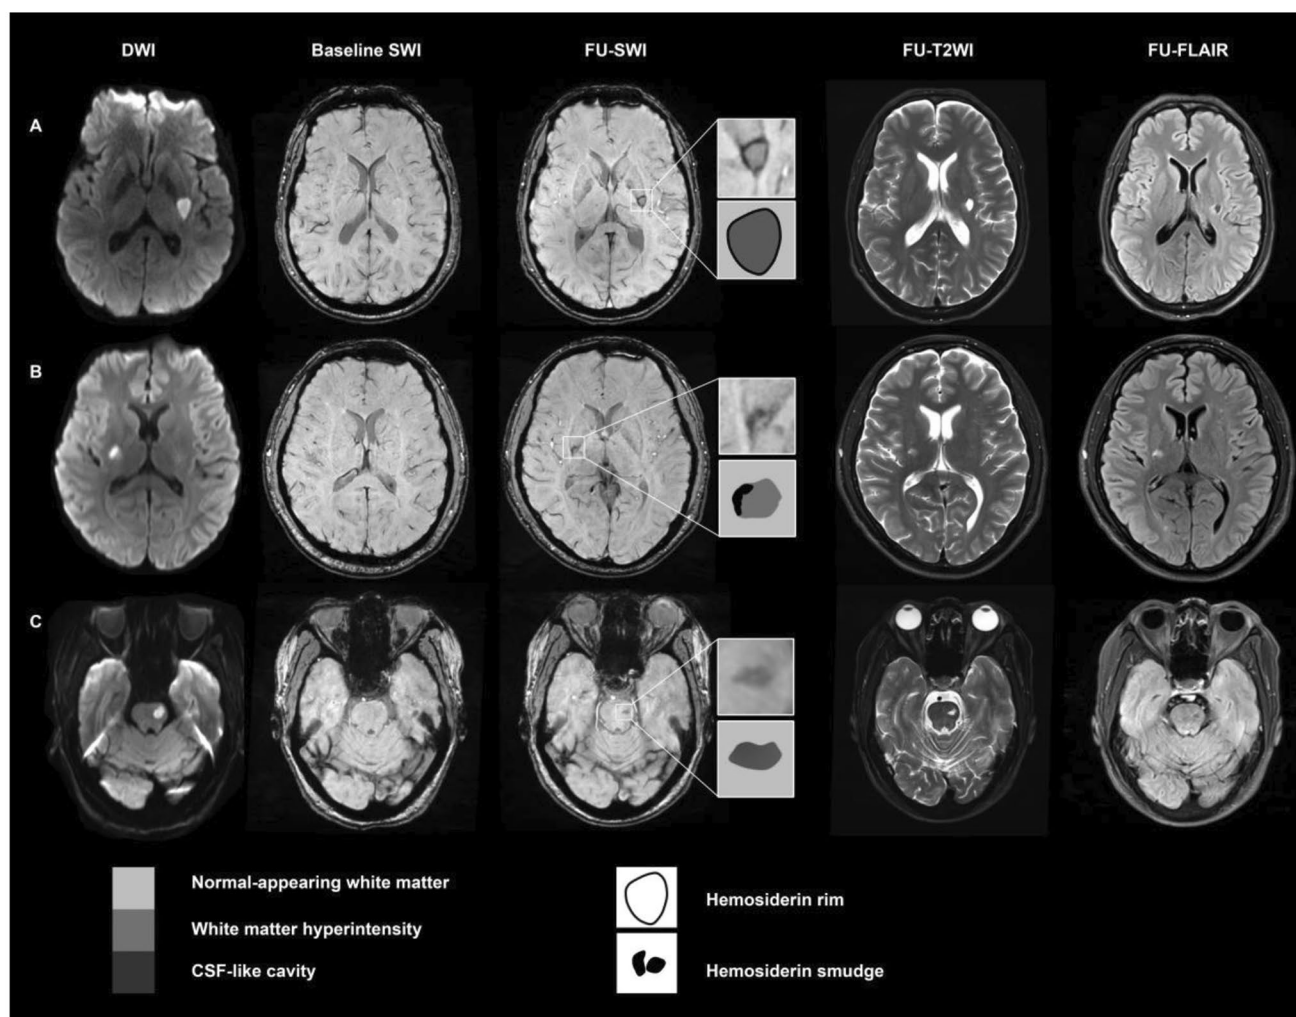 DWI Baseline SWI FU-SWI FU-T2WI FU-FLAIR
A
B
C
Normal-appearing white matter
White matter hyperintensity
CSF-like cavity
Hemosiderin rim
Hemosiderin smudge